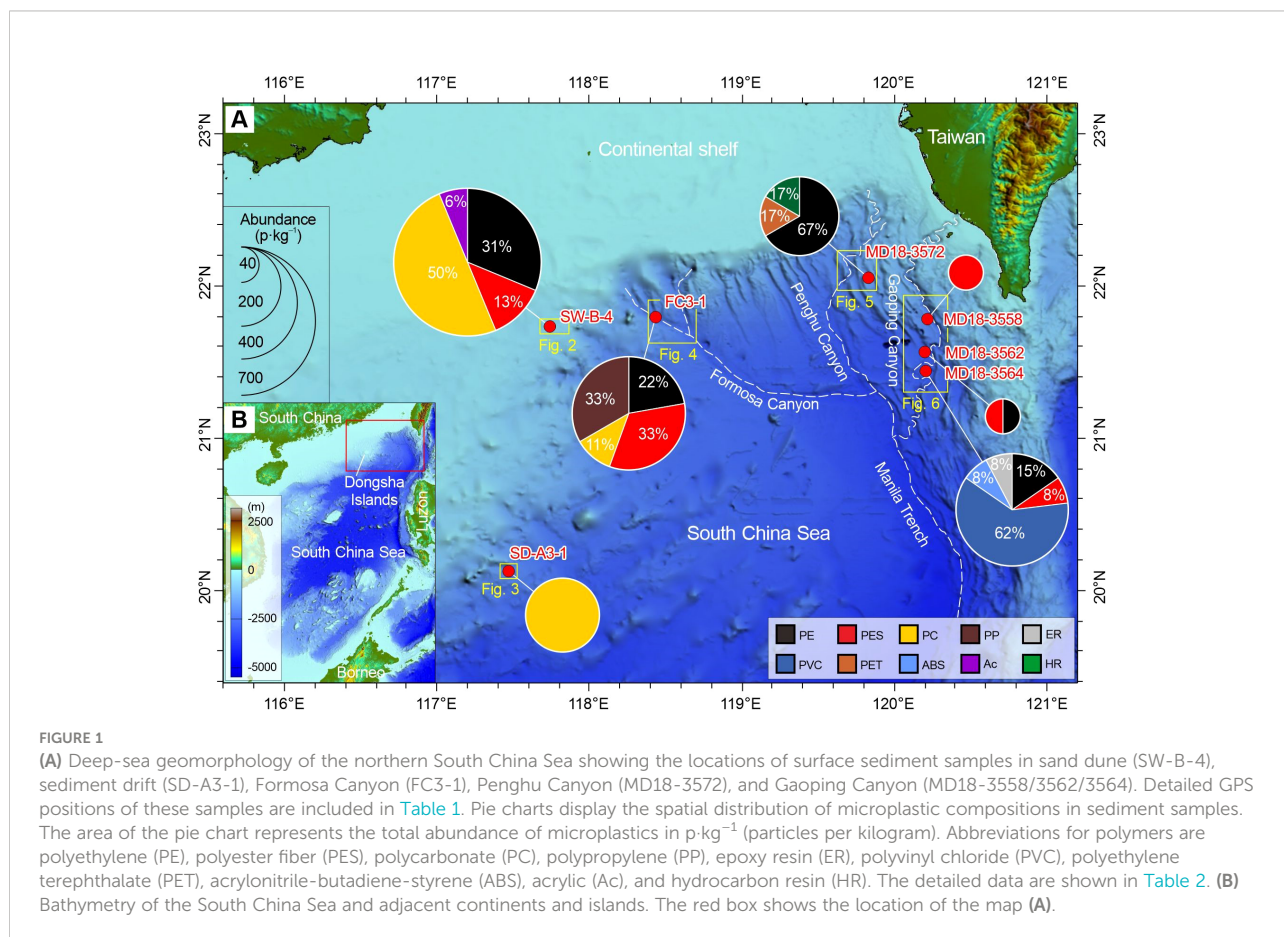 116°E 117°E 118°E 119°E 120°E 121°E
A
23°N
23°N
Continental shelf
Taiwan
Abundance
(p·kg⁻¹)
40
200
400
700
6%
31%
50%
13%
17%
17%
67%
MD18-3572
22°N
22°N
SW-B-4
Fig. 2
FC3-1
Fig. 4
Fig. 5
Penghu Canyon
Gaoping Canyon
MD18-3558
MD18-3562
MD18-3564
Fig. 6
Formosa Canyon
33%
22%
11%
33%
21°N
21°N
B
South China
Dongsha
Islands
Luzon
(m)
2500
0
-2500
-5000
South China Sea
Borneo
8%
15%
8%
8%
62%
Manila Trench
South China Sea
SD-A3-1
Fig. 3
20°N
20°N
PE PES PC PP ER
PVC PET ABS Ac HR
116°E 117°E 118°E 119°E 120°E 121°E
FIGURE 1
(A) Deep-sea geomorphology of the northern South China Sea showing the locations of surface sediment samples in sand dune (SW-B-4),
sediment drift (SD-A3-1), Formosa Canyon (FC3-1), Penghu Canyon (MD18-3572), and Gaoping Canyon (MD18-3558/3562/3564). Detailed GPS
positions of these samples are included in Table 1. Pie charts display the spatial distribution of microplastic compositions in sediment samples.
The area of the pie chart represents the total abundance of microplastics in p·kg⁻¹ (particles per kilogram). Abbreviations for polymers are
polyethylene (PE), polyester fiber (PES), polycarbonate (PC), polypropylene (PP), epoxy resin (ER), polyvinyl chloride (PVC), polyethylene
terephthalate (PET), acrylonitrile-butadiene-styrene (ABS), acrylic (Ac), and hydrocarbon resin (HR). The detailed data are shown in Table 2. (B)
Bathymetry of the South China Sea and adjacent continents and islands. The red box shows the location of the map (A).